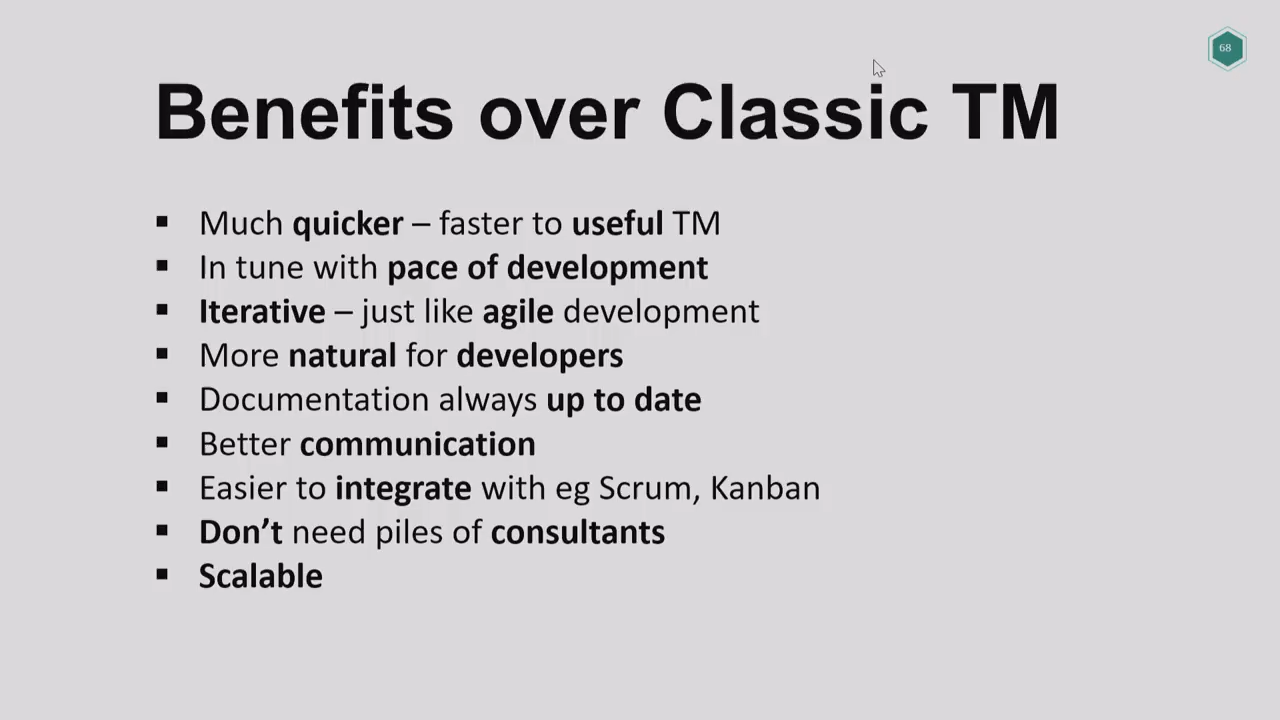 68
Benefits over Classic TM
Much quicker – faster to useful TM
In tune with pace of development
Iterative – just like agile development
More natural for developers
Documentation always up to date
Better communication
Easier to integrate with eg Scrum, Kanban
Don’t need piles of consultants
Scalable